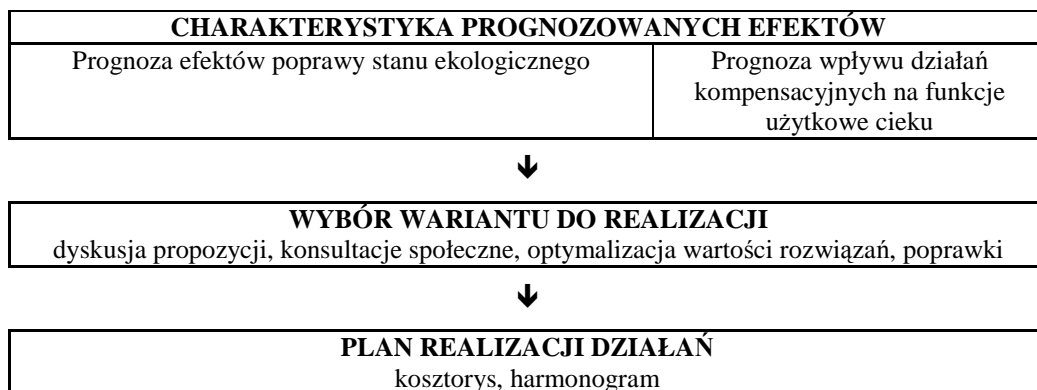 CHARAKTERYSTYKA PROGNOZOWANYCH EFEKTÓW
Prognoza efektów poprawy stanu ekologicznego
Prognoza wpływu działań
kompensacyjnych na funkcje
użytkowe cieku
WYBÓR WARIANTU DO REALIZACJI
dyskusja propozycji, konsultacje społeczne, optymalizacja wartości rozwiązań, poprawki
PLAN REALIZACJI DZIAŁAŃ
kosztorys, harmonogram